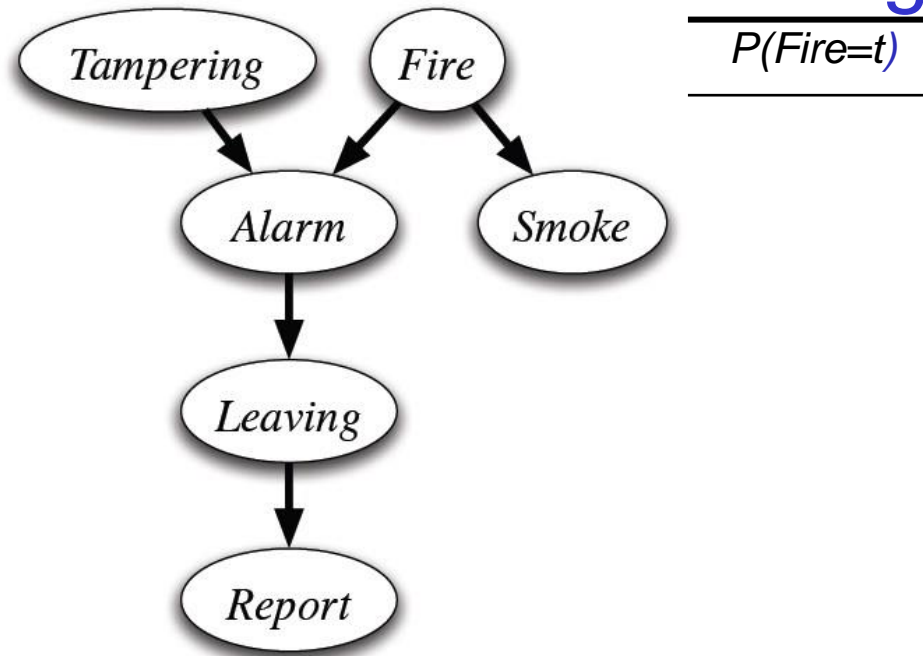 Tampering
Fire
P(Fire=t)
Alarm
Smoke
Leaving
Report